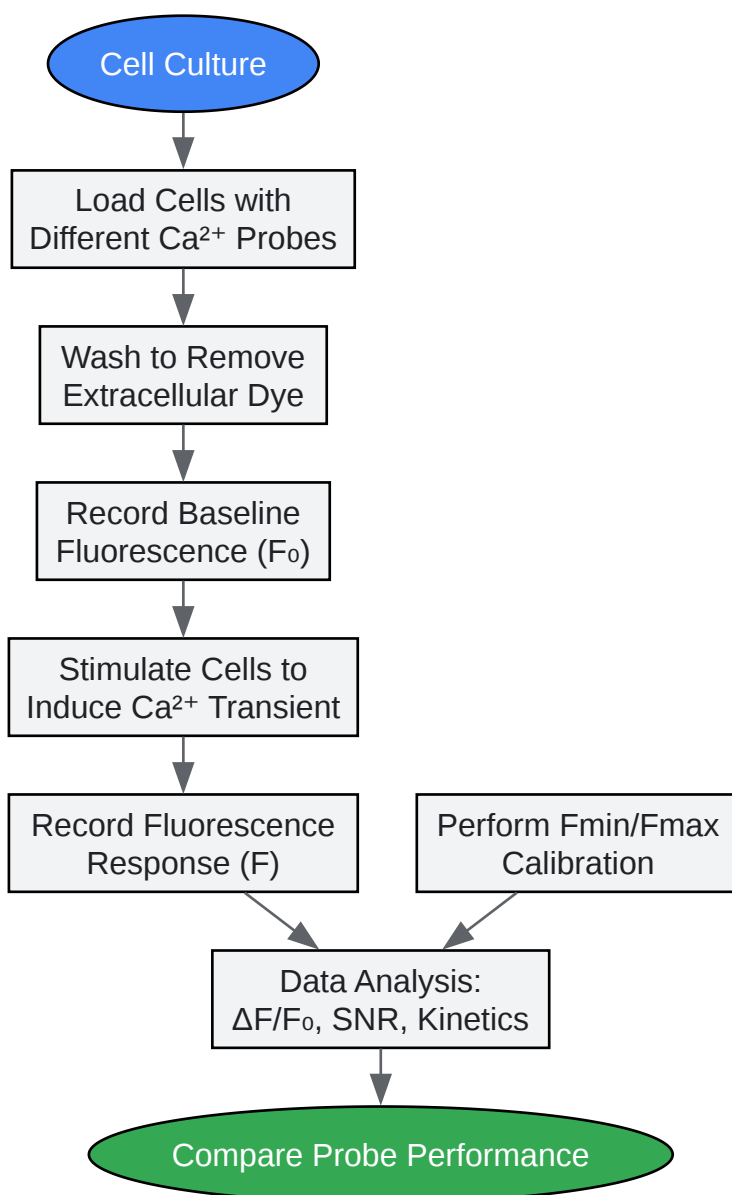 Cell Culture
Load Cells with
Different Ca²⁺ Probes
Wash to Remove
Extracellular Dye
Record Baseline
Fluorescence (F₀)
Stimulate Cells to
Induce Ca²⁺ Transient
Record Fluorescence
Response (F)
Perform Fmin/Fmax
Calibration
Data Analysis:
ΔF/F₀, SNR, Kinetics
Compare Probe Performance